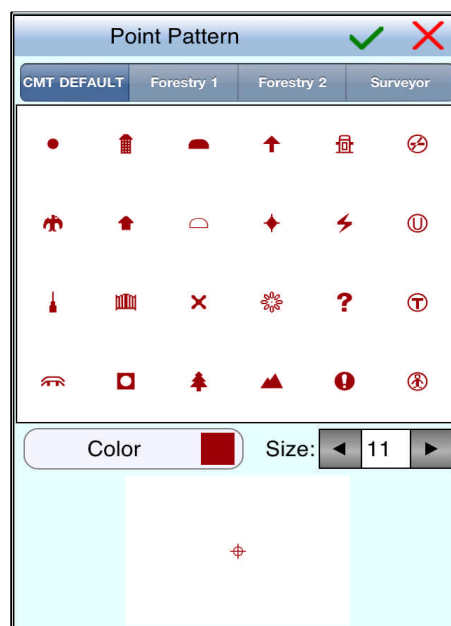 Point Pattern
CMT DEFAULT Forestry 1 Forestry 2 Surveyor
U
?
T
!
Color Size: 11